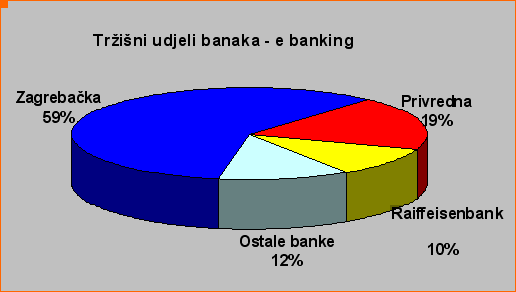 Tržišni udjeli banaka - e banking
Zagrebačka
59%
Privredna
19%
Raiffeisenbank
10%
Ostale banke
12%